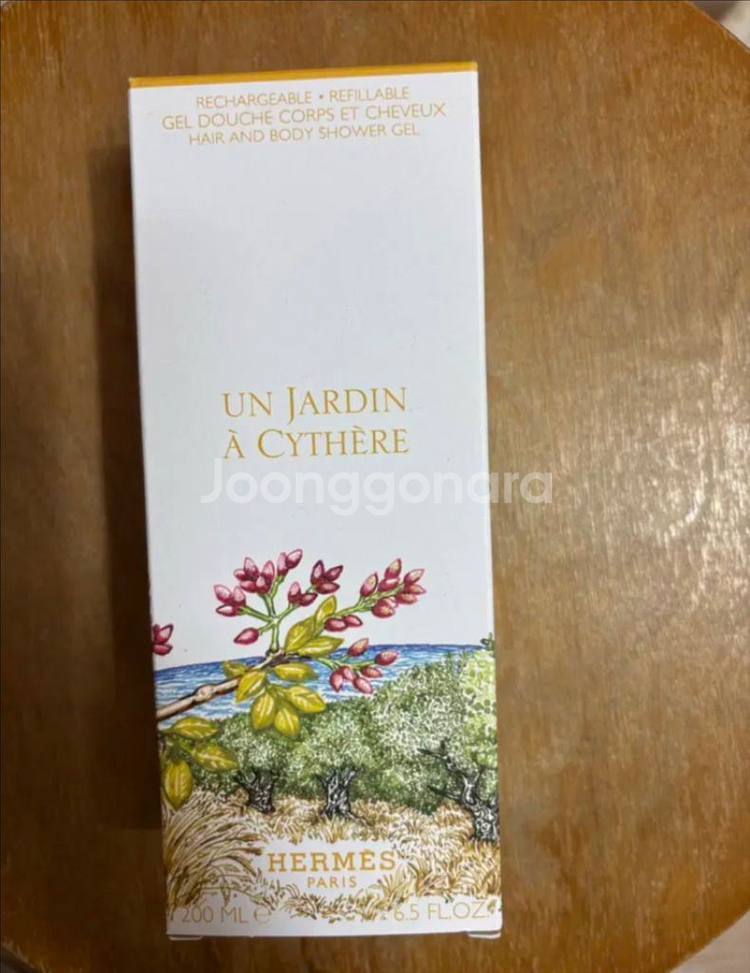 RECHARGEABLE • REFILLABLE
GEL DOUCHE CORPS ET CHEVEUX
HAIR AND BODY SHOWER GEL
UN JARDIN
À CYTHÈRE
Joonggonara
HERMÈS
PARIS
200 ML ℮ 6.5 FL.OZ.